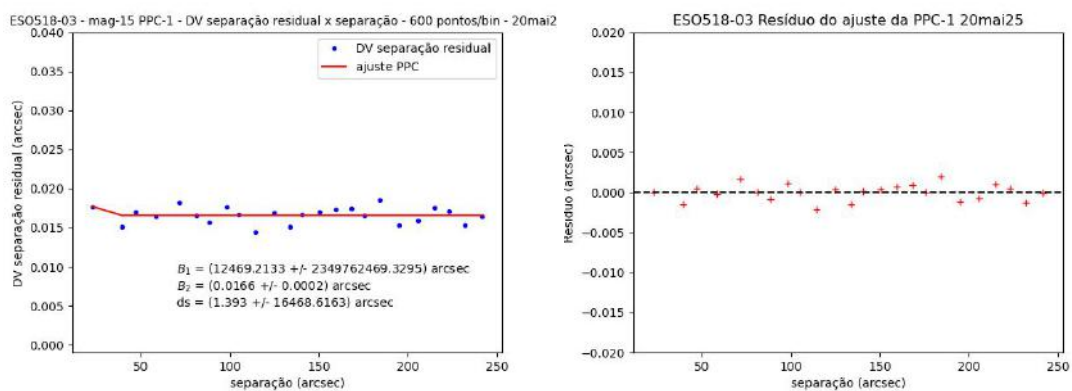 ESO518-03 - mag-15 PPC-1 - DV separação residual x separação - 600 pontos/bin - 20mai2
0.040
0.035
0.030
0.025
0.020
0.015
0.010
0.005
0.000
DV separação residual (arcsec)
DV separação residual
ajuste PPC
B₁ = (12469.2133 +/- 2349762469.3295) arcsec
B₂ = (0.0166 +/- 0.0002) arcsec
ds = (1.393 +/- 16468.6163) arcsec
50 100 150 200 250
separação (arcsec)
ESO518-03 Resíduo do ajuste da PPC-1 20mai25
0.020
0.015
0.010
0.005
0.000
-0.005
-0.010
-0.015
-0.020
Resíduo (arcsec)
50 100 150 200 250
separação (arcsec)